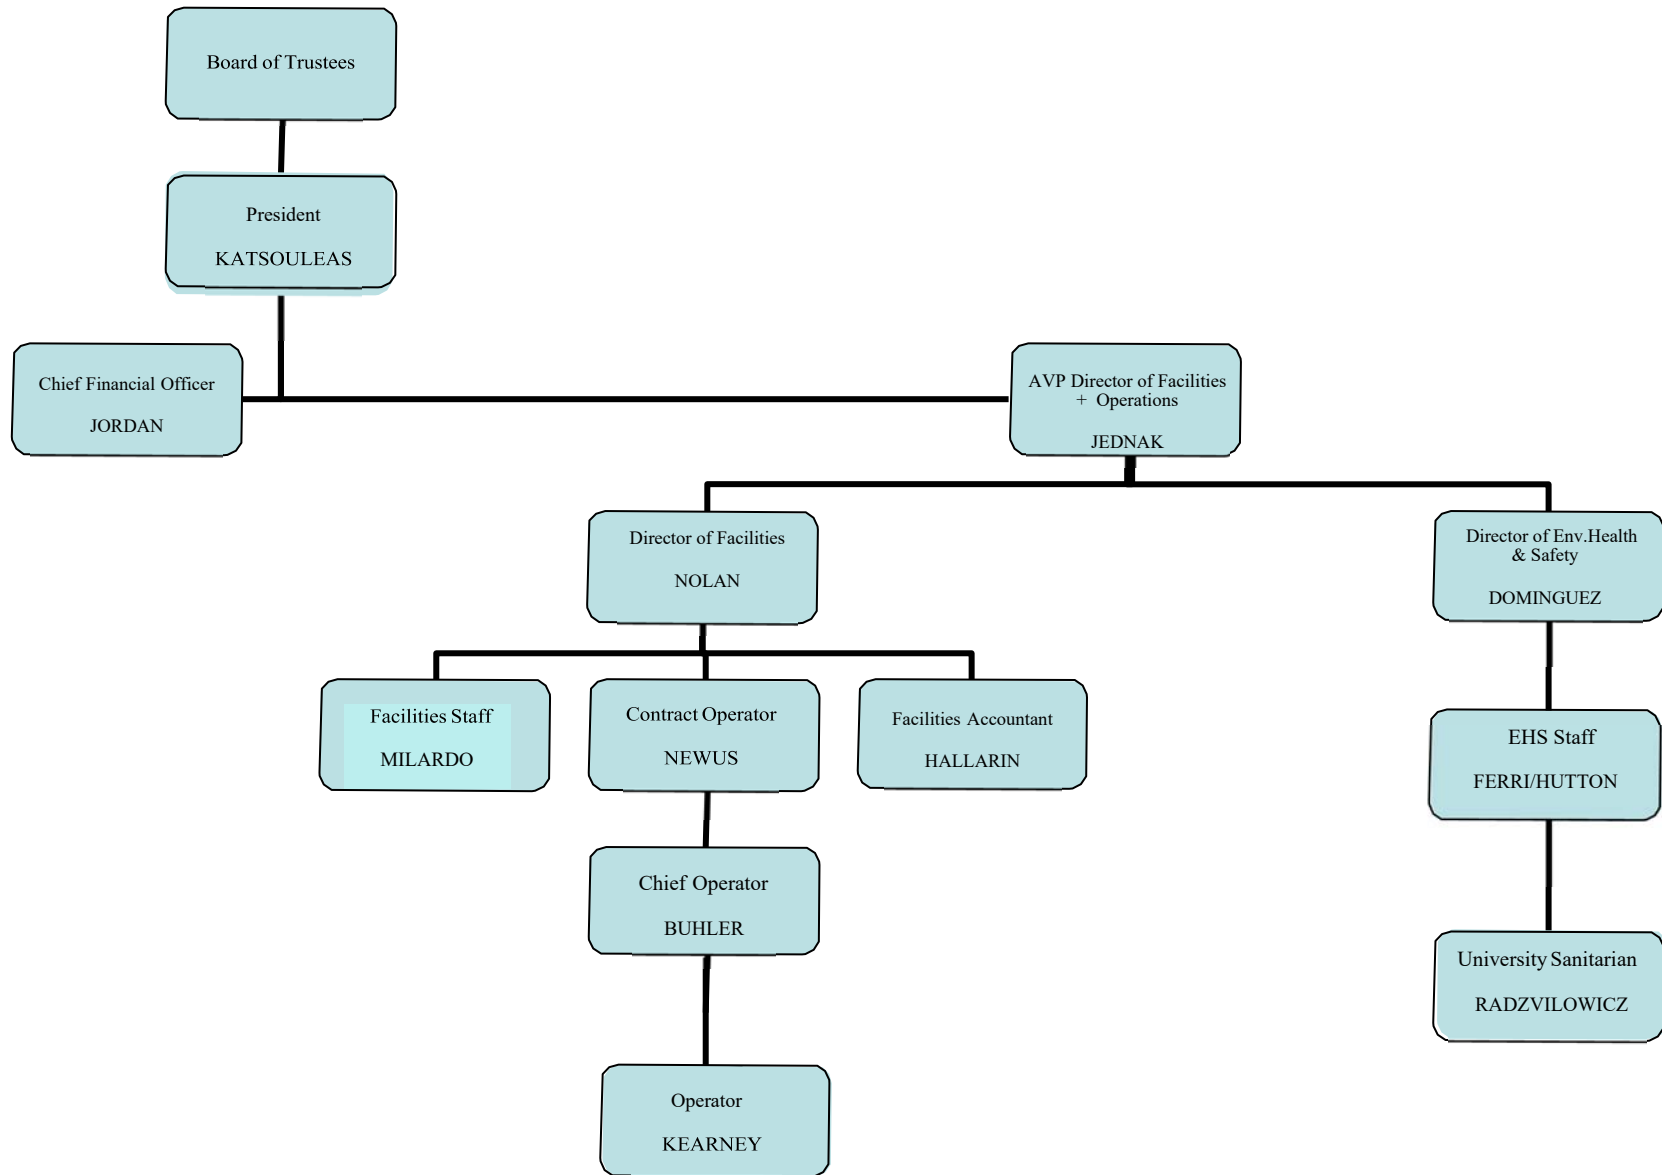 Board of Trustees
President
KATSOULEAS
Chief Financial Officer
JORDAN
AVP Director of Facilities
+ Operations
JEDNAK
Director of Facilities
NOLAN
Director of Env.Health
& Safety
DOMINGUEZ
Facilities Staff
MILARDO
Contract Operator
NEWUS
Facilities Accountant
HALLARIN
EHS Staff
FERRI/HUTTON
Chief Operator
BUHLER
University Sanitarian
RADZVILOWICZ
Operator
KEARNEY